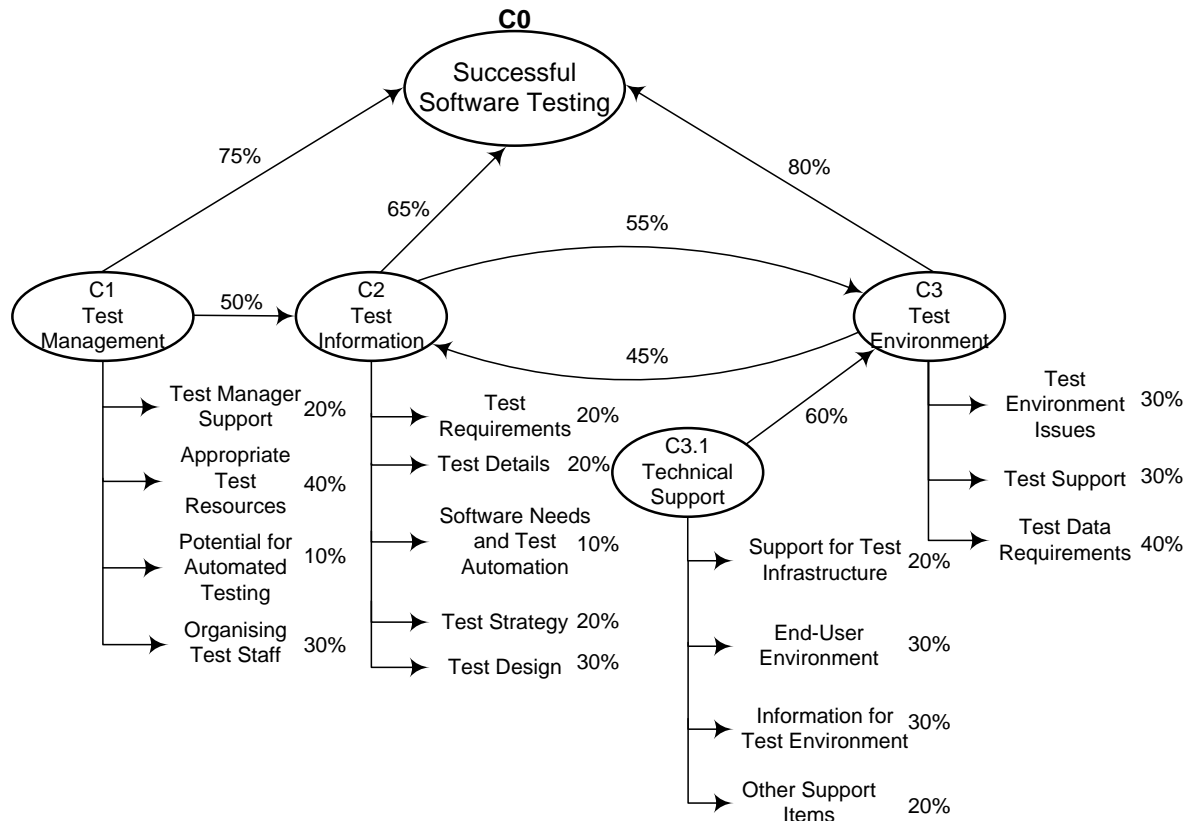 C0
Successful
Software Testing
75%
80%
65%
55%
C1
Test
Management
50%
C2
Test
Information
C3
Test
Environment
45%
Test Manager
Support
20%
Appropriate
Test
Resources
40%
Potential for
Automated
Testing
10%
Organising
Test Staff
30%
Test
Requirements
20%
Test Details
20%
Software Needs
and Test
Automation
10%
Test Strategy
20%
Test Design
30%
60%
C3.1
Technical
Support
Support for Test
Infrastructure
20%
End-User
Environment
30%
Information for
Test Environment
30%
Other Support
Items
20%
Test
Environment
Issues
30%
Test Support
30%
Test Data
Requirements
40%